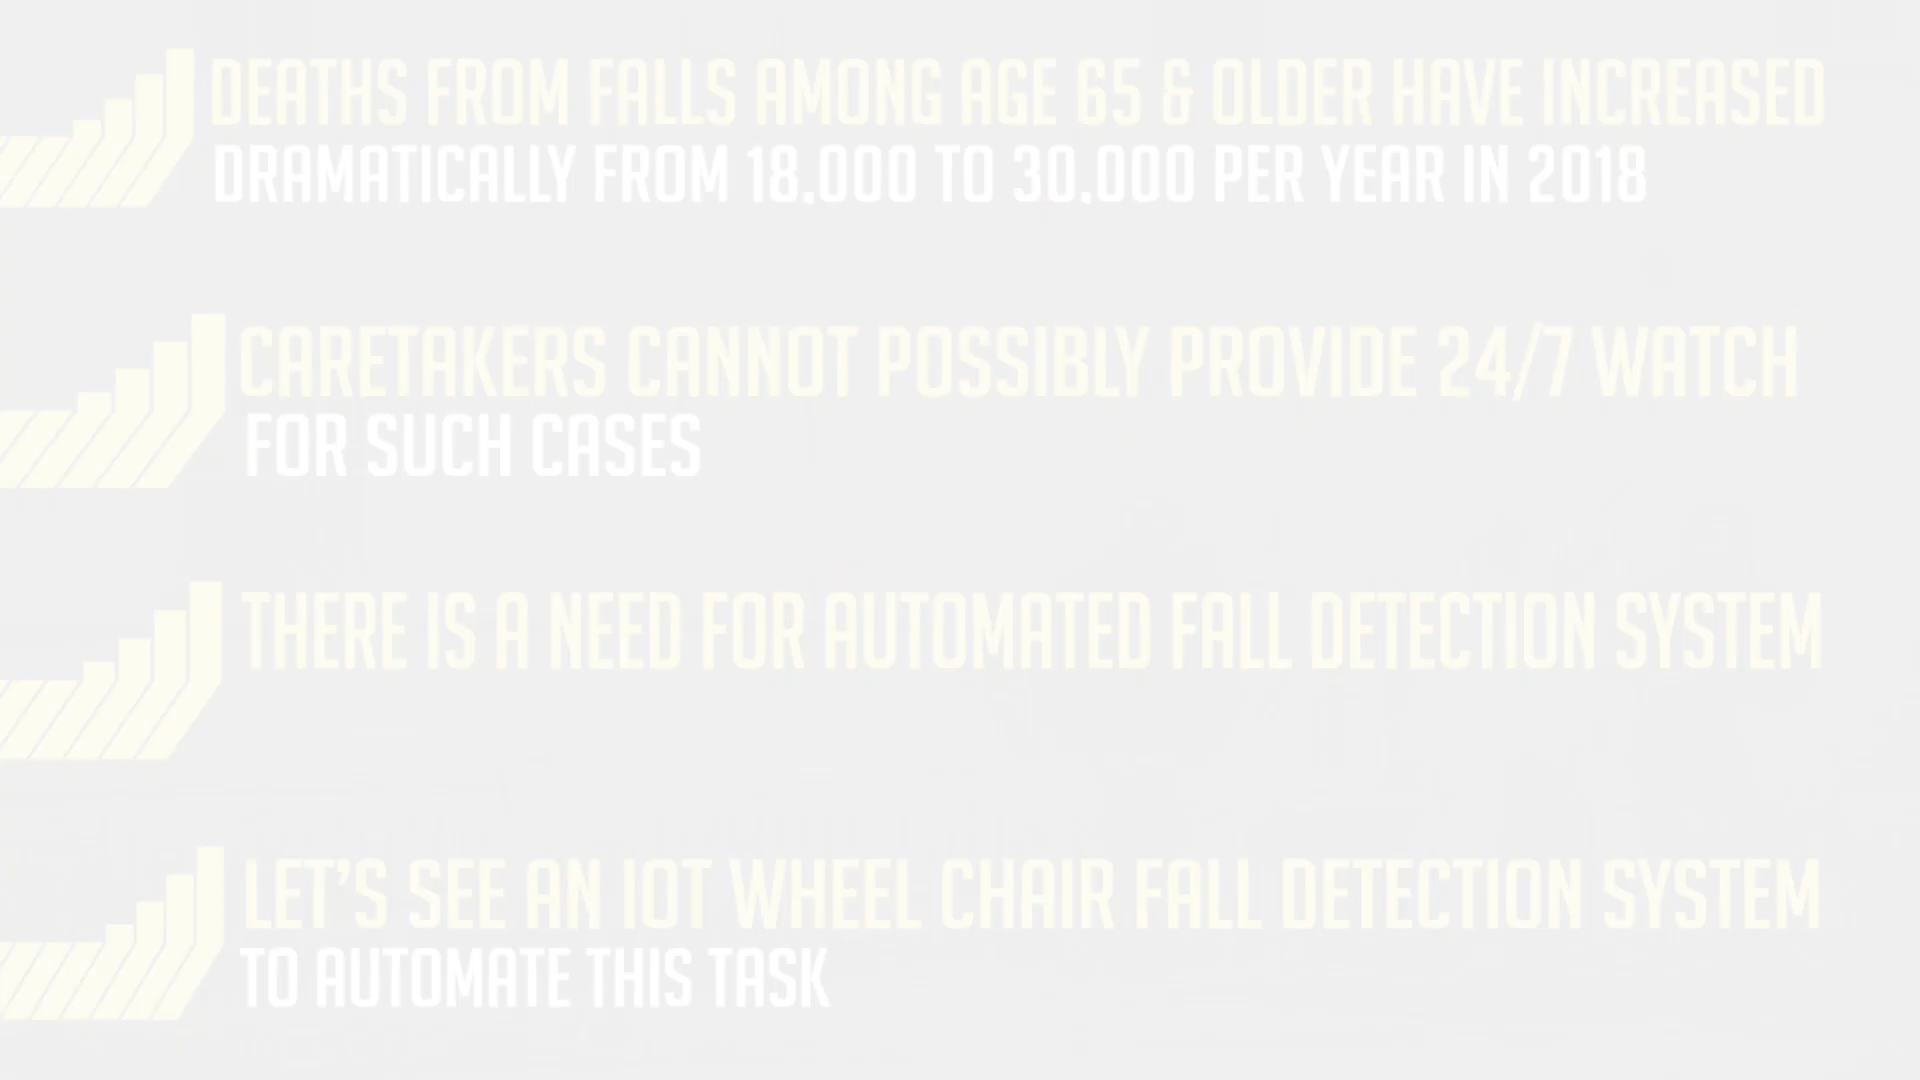 DEATHS FROM FALLS AMONG AGE 65 & OLDER HAVE INCREASED
DRAMATICALLY FROM 18,000 TO 30,000 PER YEAR IN 2018
CARETAKERS CANNOT POSSIBLY PROVIDE 24/7 WATCH
FOR SUCH CASES
THERE IS A NEED FOR AUTOMATED FALL DETECTION SYSTEM
LET'S SEE AN IOT WHEEL CHAIR FALL DETECTION SYSTEM
TO AUTOMATE THIS TASK